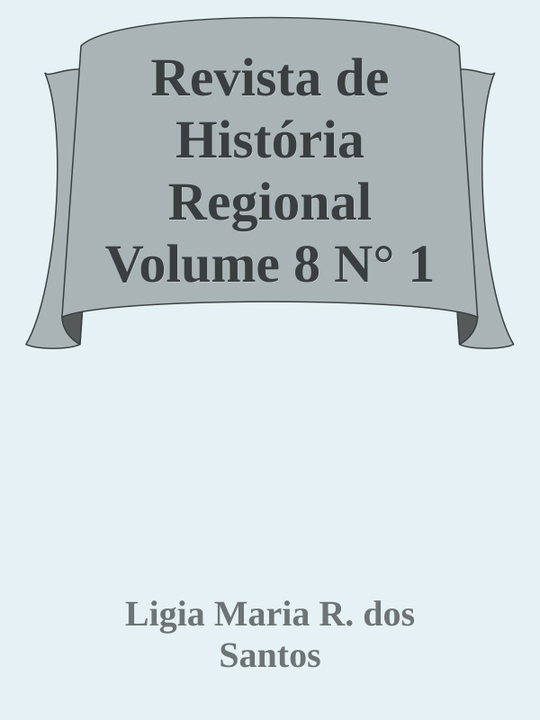 Revista de
História
Regional
Volume 8 N° 1
Ligia Maria R. dos
Santos